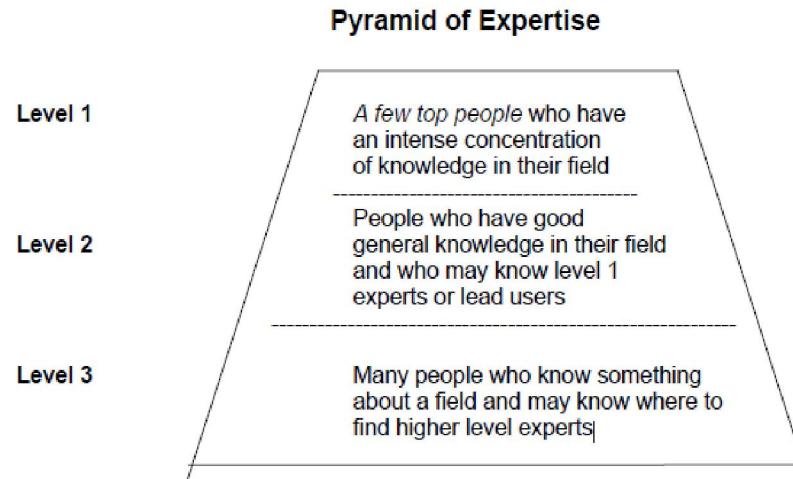 Pyramid of Expertise
Level 1
A few top people who have
an intense concentration
of knowledge in their field
Level 2
People who have good
general knowledge in their field
and who may know level 1
experts or lead users
Level 3
Many people who know something
about a field and may know where to
find higher level experts